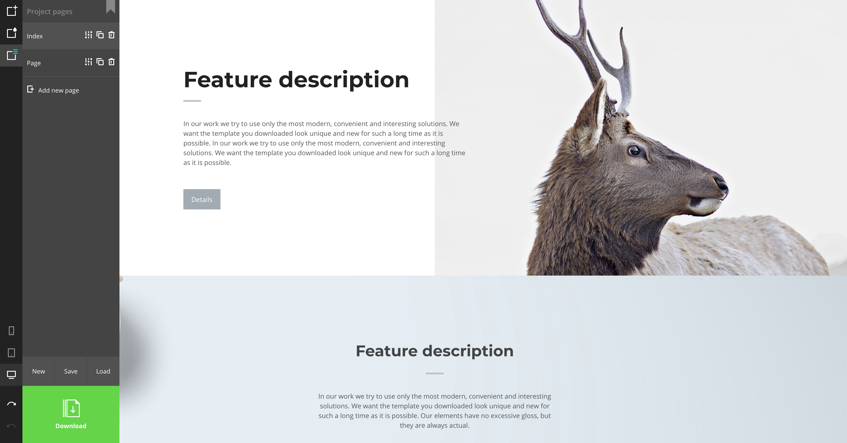 Project pages
Index
Page
Add new page
New
Save
Load
Download
Feature description
In our work we try to use only the most modern, convenient and interesting solutions. We
want the template you downloaded look unique and new for such a long time as it is
possible. In our work we try to use only the most modern, convenient and interesting
solutions. We want the template you downloaded look unique and new for such a long time
as it is possible.
Details
Feature description
In our work we try to use only the most modern, convenient and interesting
solutions. We want the template you downloaded look unique and new for
such a long time as it is possible. Our elements have no excessive gloss, but
they are always actual.